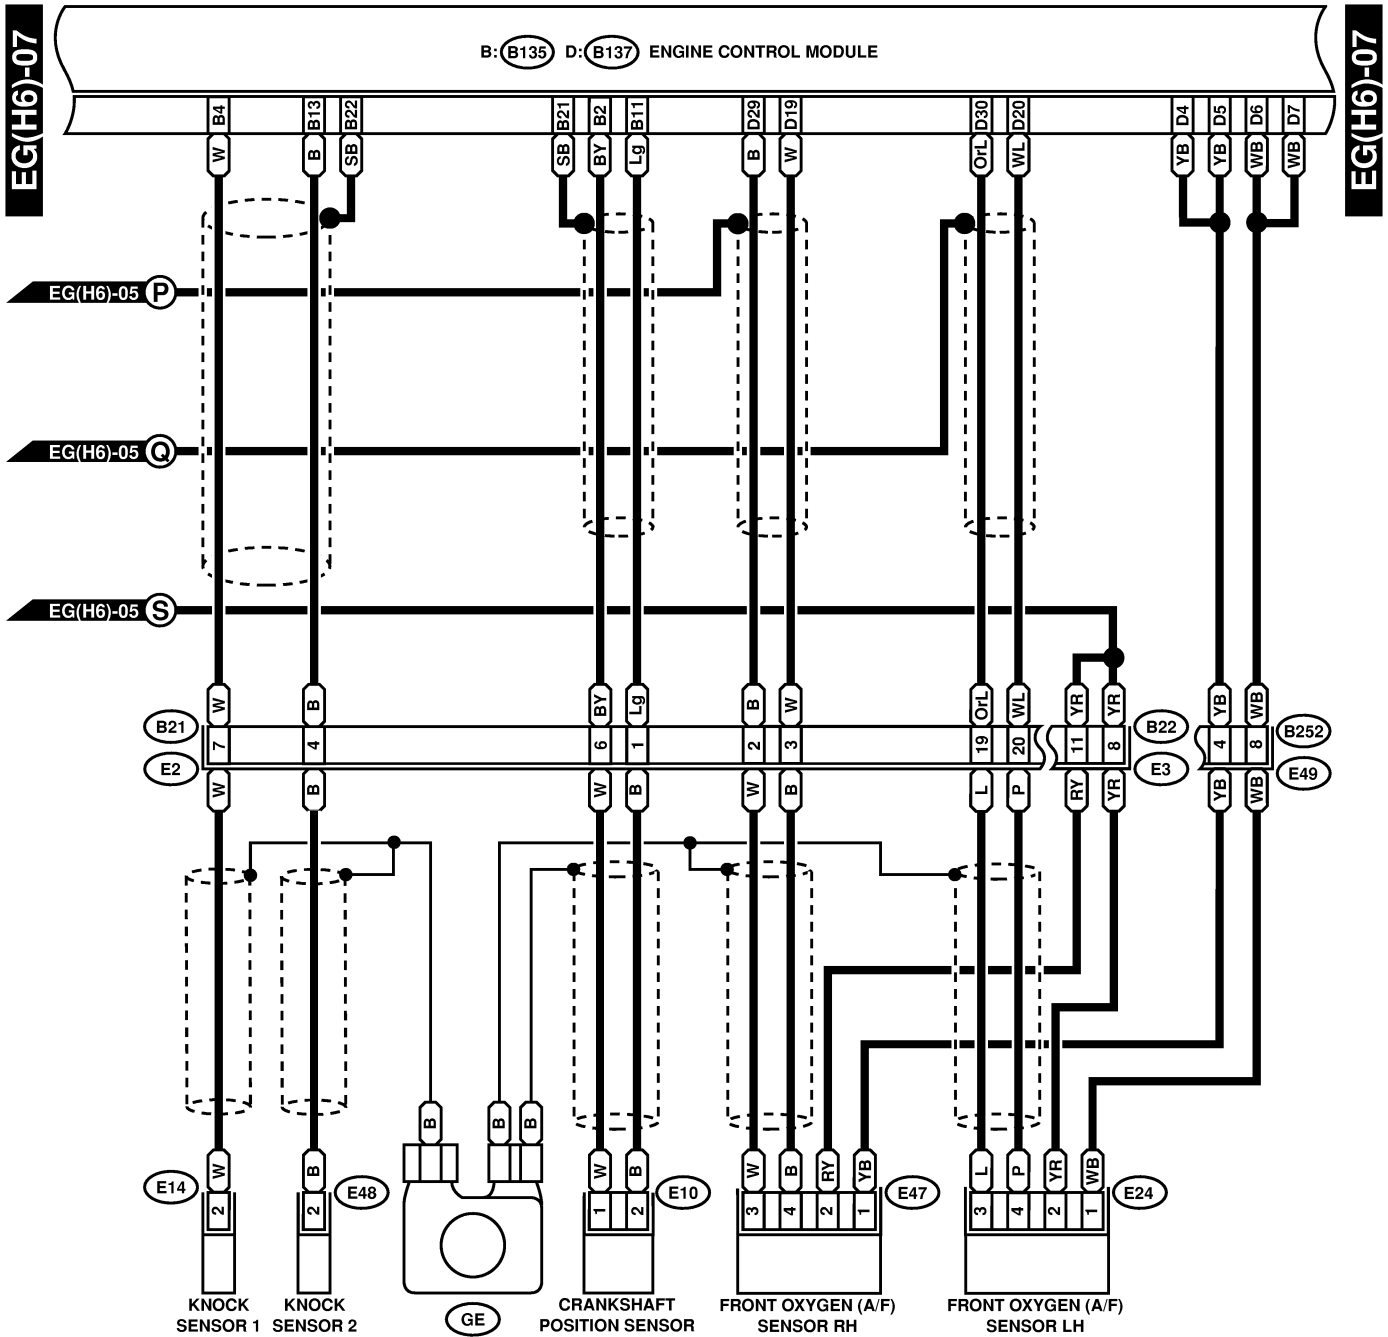 EG(H6)-07
B: B135 D: B137 ENGINE CONTROL MODULE
EG(H6)-07
B4 B13 B22 B21 B2 B11 D29 D19 D30 D20 D4 D5 D6 D7
W B SB SB BY Lg B W OrL WL YB YB WB WB
EG(H6)-05 P
EG(H6)-05 Q
EG(H6)-05 S
W B BY Lg B W OrL WL YR YR YB WB
B21 7 4 6 1 2 3 19 20 11 8 B22 4 8 B252
E2 E3 E49
W B W B W B L P RY YR YB WB
B B B
W B W B W B RY YB L P YR WB
E14 2 2 E48 1 2 E10 3 4 2 1 E47 3 4 2 1 E24
KNOCK
SENSOR 1
KNOCK
SENSOR 2
GE
CRANKSHAFT
POSITION SENSOR
FRONT OXYGEN (A/F)
SENSOR RH
FRONT OXYGEN (A/F)
SENSOR LH